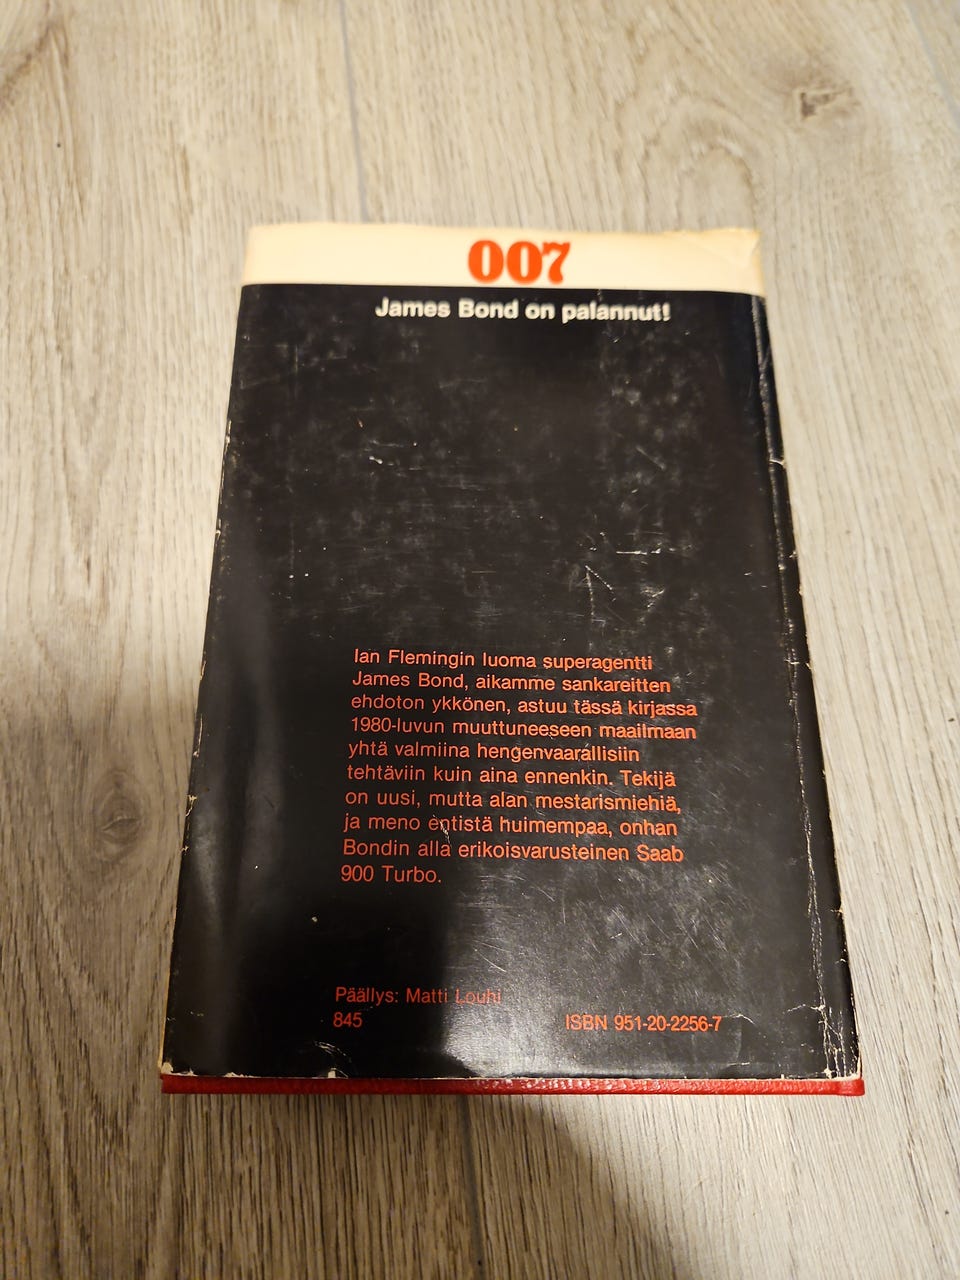 007
James Bond on palannut!
Ian Flemingin luoma superagentti
James Bond, aikamme sankareitten
ehdoton ykkönen, astuu tässä kirjassa
1980-luvun muuttuneeseen maailmaan
yhtä valmiina hengenvaarallisiin
tehtäviin kuin aina ennenkin. Tekijä
on uusi, mutta alan mestarismiehiä,
ja meno entistä huimempaa, onhan
Bondin alla erikoisvarusteinen Saab
900 Turbo.
Päällys: Matti Louhi
845
ISBN 951-20-2256-7